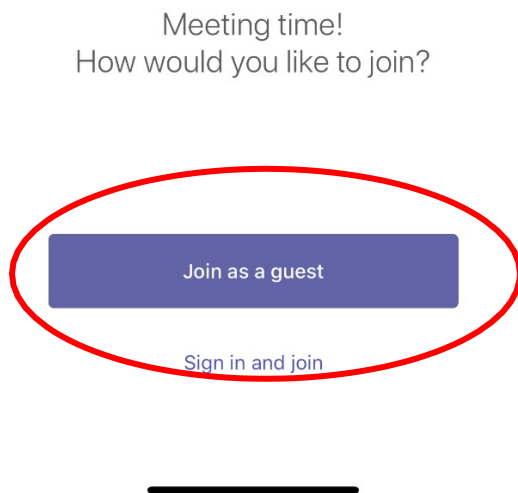 Meeting time!
How would you like to join?
Join as a guest
Sign in and join